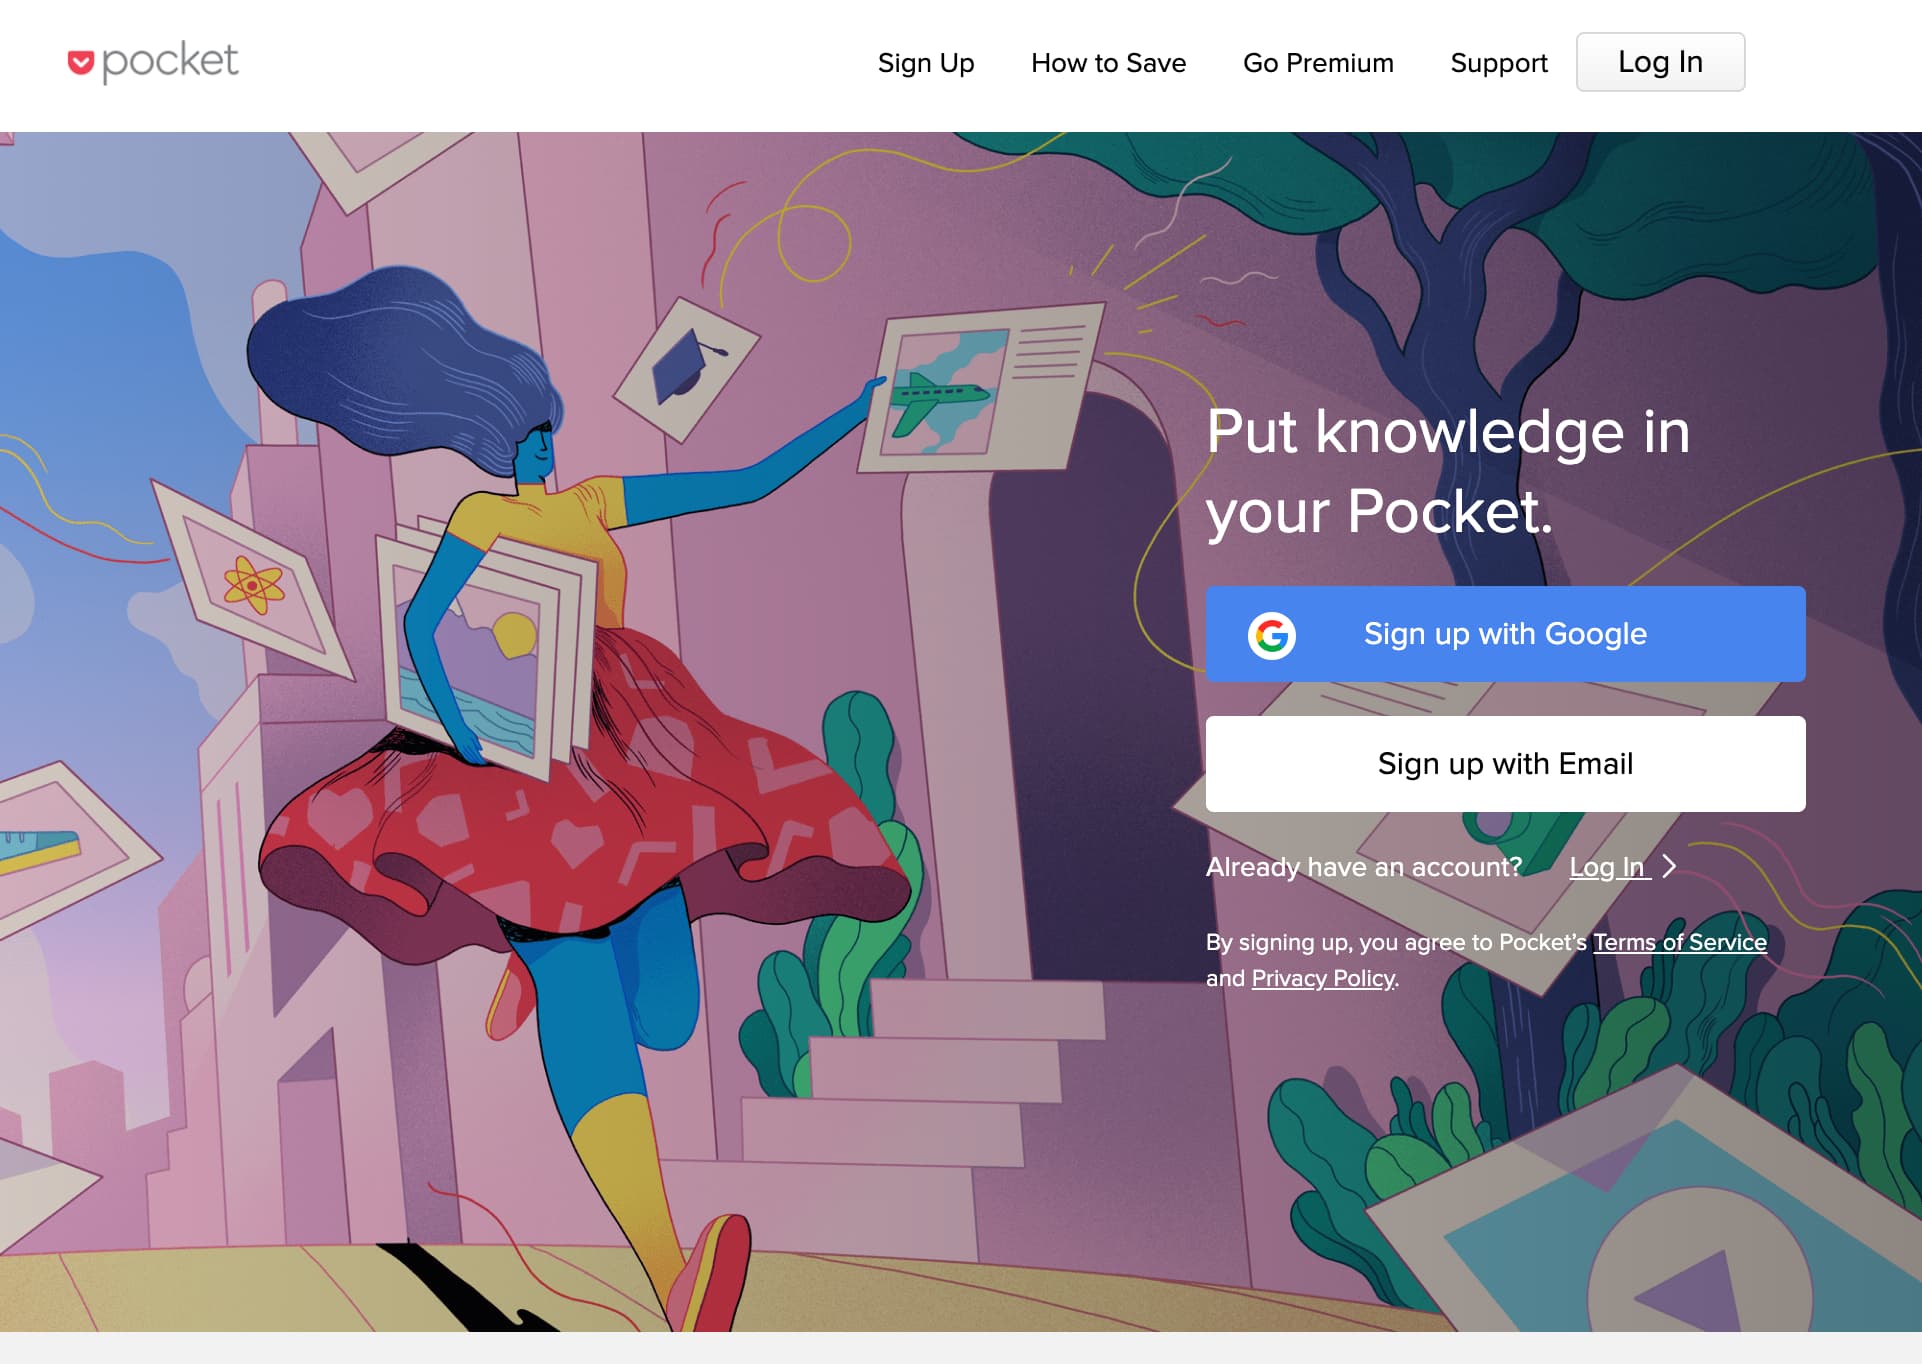 pocket
Sign Up
How to Save
Go Premium
Support
Log In
Put knowledge in
your Pocket.
Sign up with Google
Sign up with Email
Already have an account? Log In
By signing up, you agree to Pocket’s Terms of Service
and Privacy Policy.